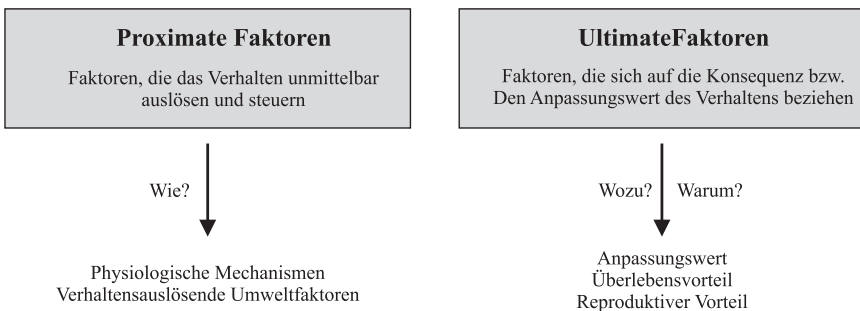 Proximate Faktoren
Faktoren, die das Verhalten unmittelbar
auslösen und steuern
Wie?
Physiologische Mechanismen
Verhaltensauslösende Umweltfaktoren
UltimateFaktoren
Faktoren, die sich auf die Konsequenz bzw.
Den Anpassungswert des Verhaltens beziehen
Wozu? Warum?
Anpassungswert
Überlebensvorteil
Reproduktiver Vorteil